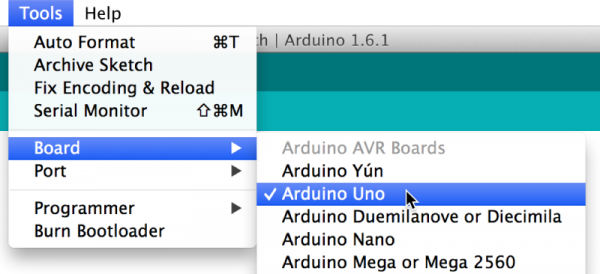 Tools Help
Auto Format ⌘T
Archive Sketch
Fix Encoding & Reload
Serial Monitor ⇧⌘M
Board
Port
Programmer
Burn Bootloader
| Arduino 1.6.1
Arduino AVR Boards
Arduino Yún
✓ Arduino Uno
Arduino Duemilanove or Diecimila
Arduino Nano
Arduino Mega or Mega 2560